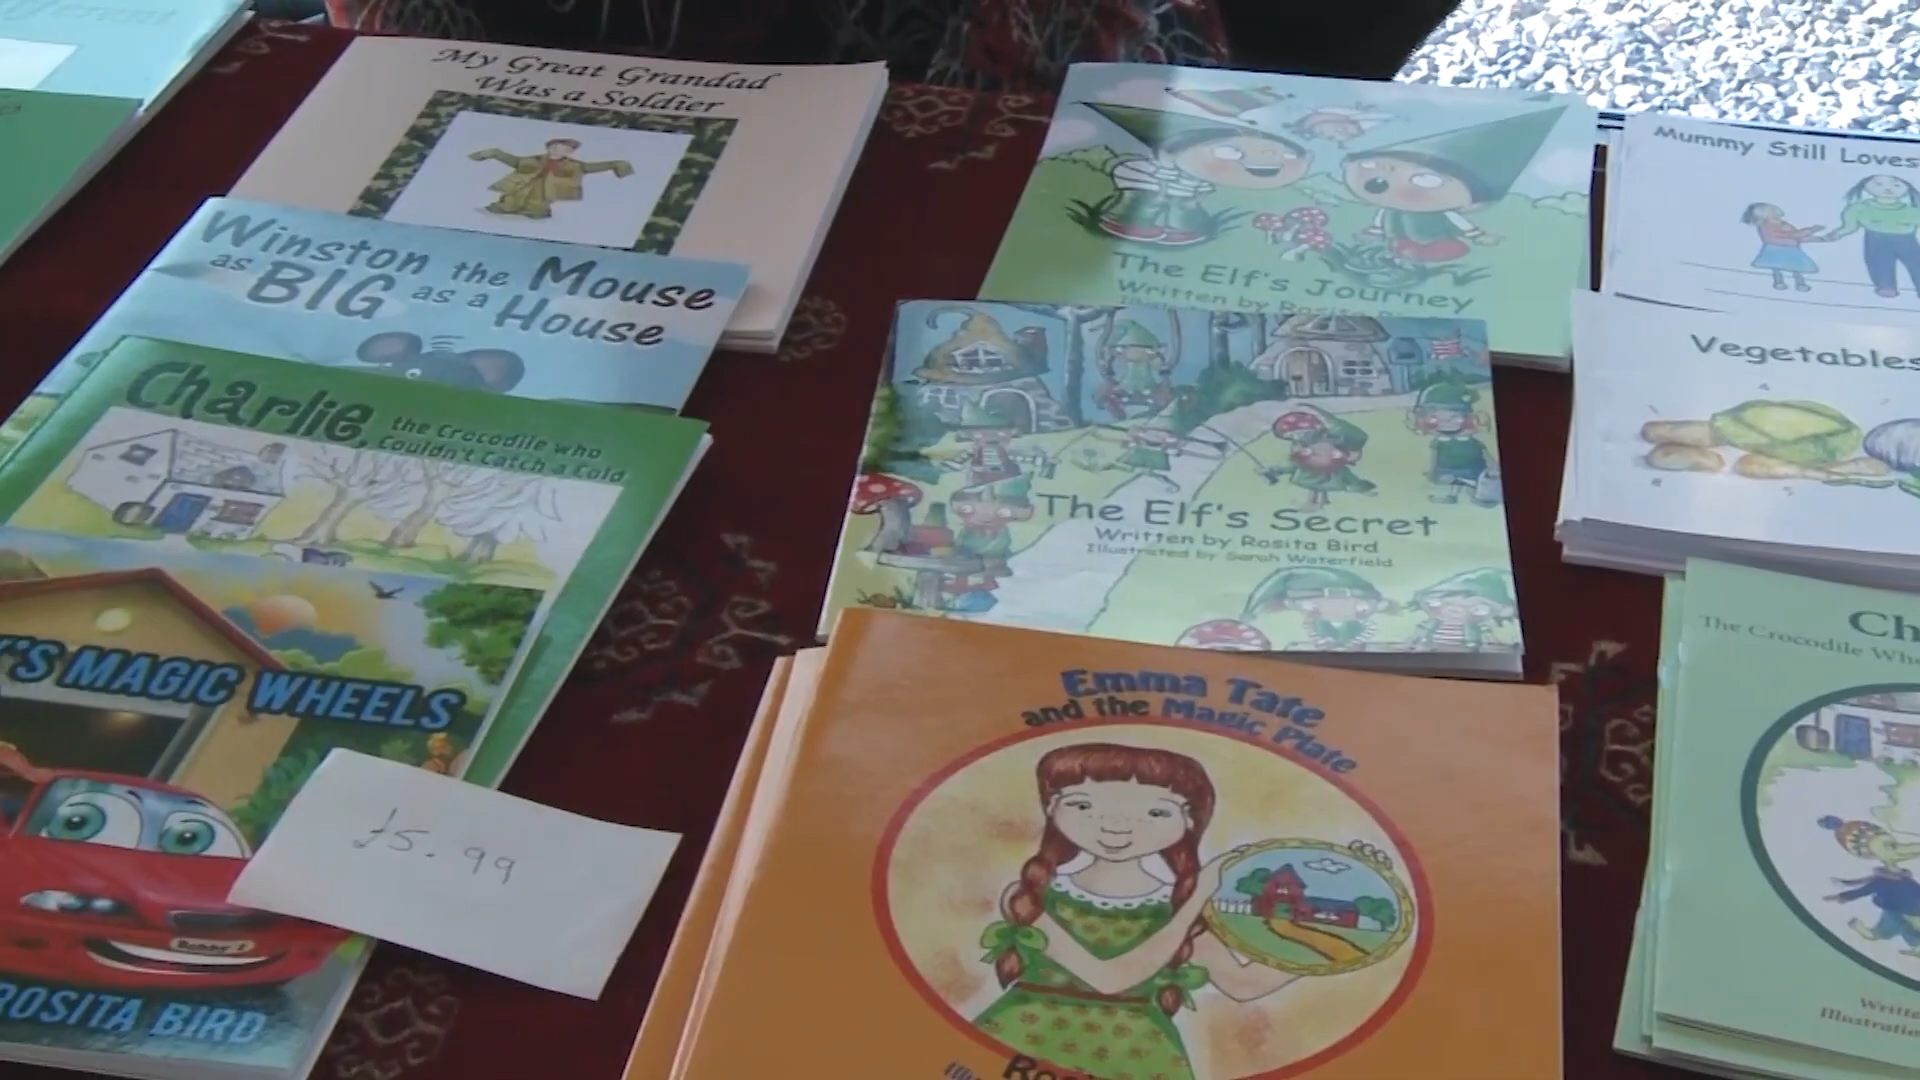 My Great Grandad
Was a Soldier
Winston the Mouse
as BIG as a House
Charlie, the Crocodile who
Couldn't Catch a Cold
'S MAGIC WHEELS
£5.99
ROSITA BIRD
The Elf's Journey
Written by Rosita
The Elf's Secret
Written by Rosita Bird
Illustrated by Sarah Waterfield
Emma Tate
and the Magic Plate
Mummy Still Loves
Vegetables
The Crocodile